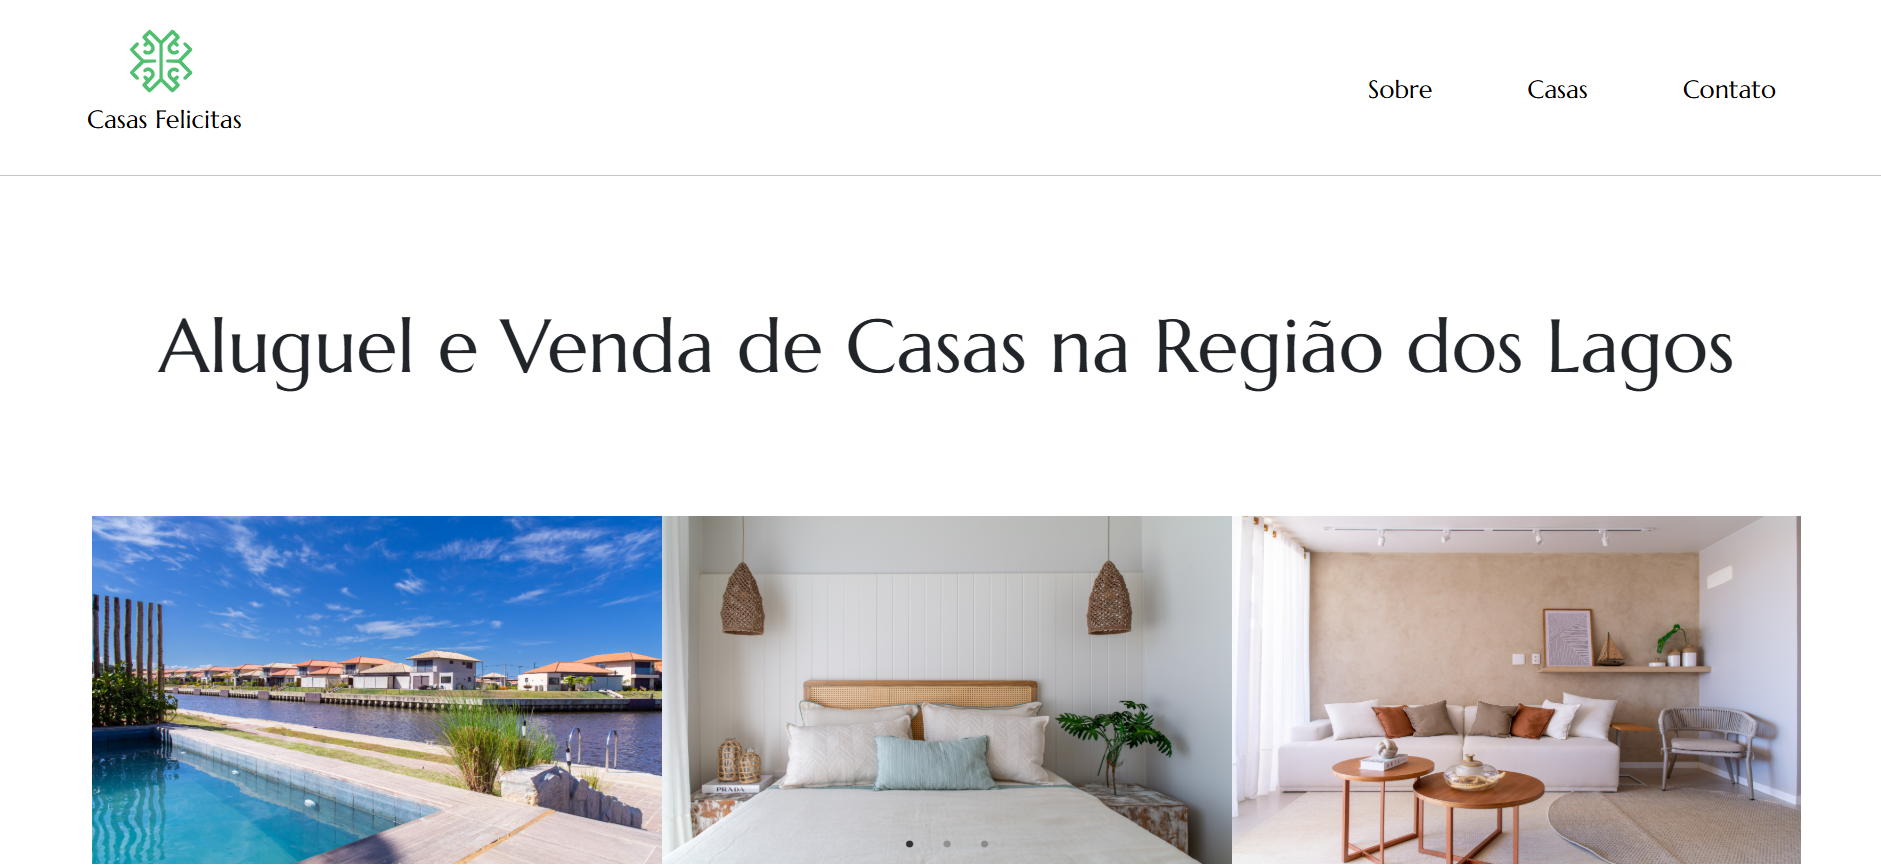 Casas Felicitas
Sobre
Casas
Contato
Aluguel e Venda de Casas na Região dos Lagos
PRADA